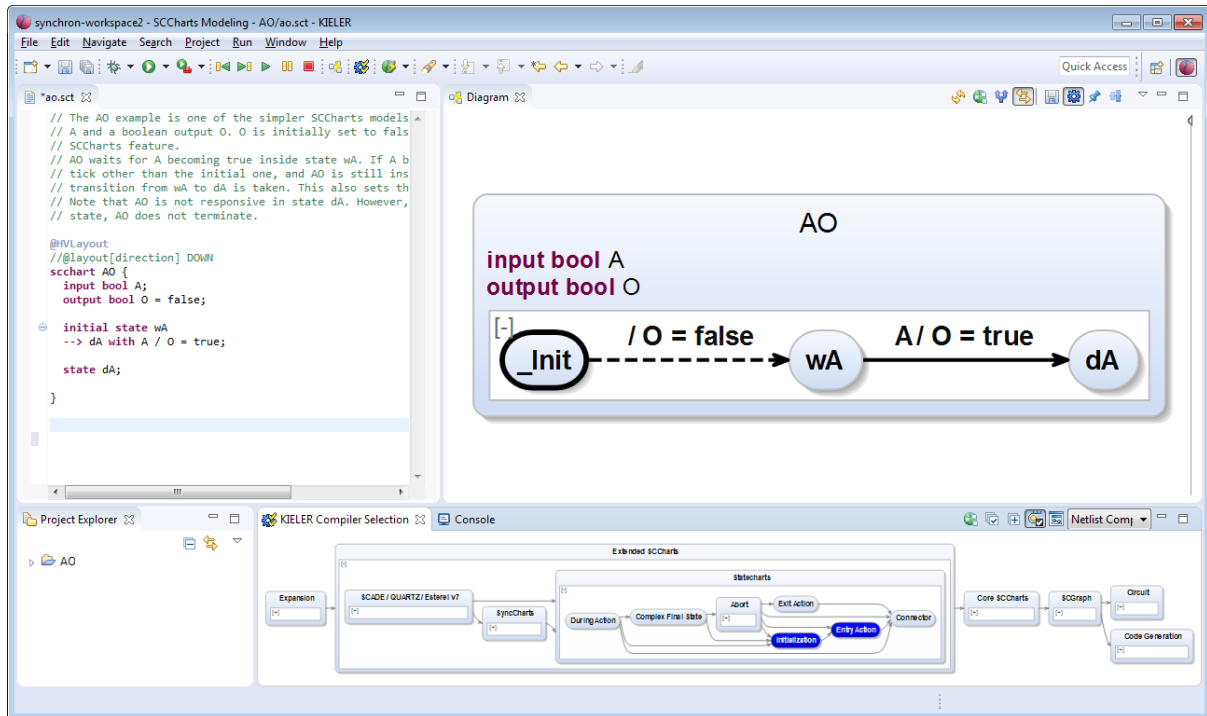 synchron-workspace2 - SCCharts Modeling - AO/ao.sct - KIELER
File Edit Navigate Search Project Run Window Help
Quick Access
*ao.sct
// The AO example is one of the simpler SCCharts models
// A and a boolean output O. O is initially set to fals
// SCCharts feature.
// AO waits for A becoming true inside state wA. If A b
// tick other than the initial one, and AO is still ins
// transition from wA to dA is taken. This also sets th
// Note that AO is not responsive in state dA. However,
// state, AO does not terminate.
@HVLayout
//@layout[direction] DOWN
scchart AO {
input bool A;
output bool O = false;
initial state wA
--> dA with A / O = true;
state dA;
}
Diagram
AO
input bool A
output bool O
[-]
_Init
/ O = false
wA
A / O = true
dA
Project Explorer
AO
KIELER Compiler Selection
Console
Netlist Comp
Expansion
[+]
Extended SCCharts
[-]
SCADE / QUARTZ / Esterel v7
[+]
SyncCharts
[+]
Statecharts
[-]
During Action
Complex Final State
Abort
[+]
Exit Action
Initialization
Entry Action
Connector
Core SCCharts
[+]
SCGraph
[+]
Circuit
[+]
Code Generation
[+]